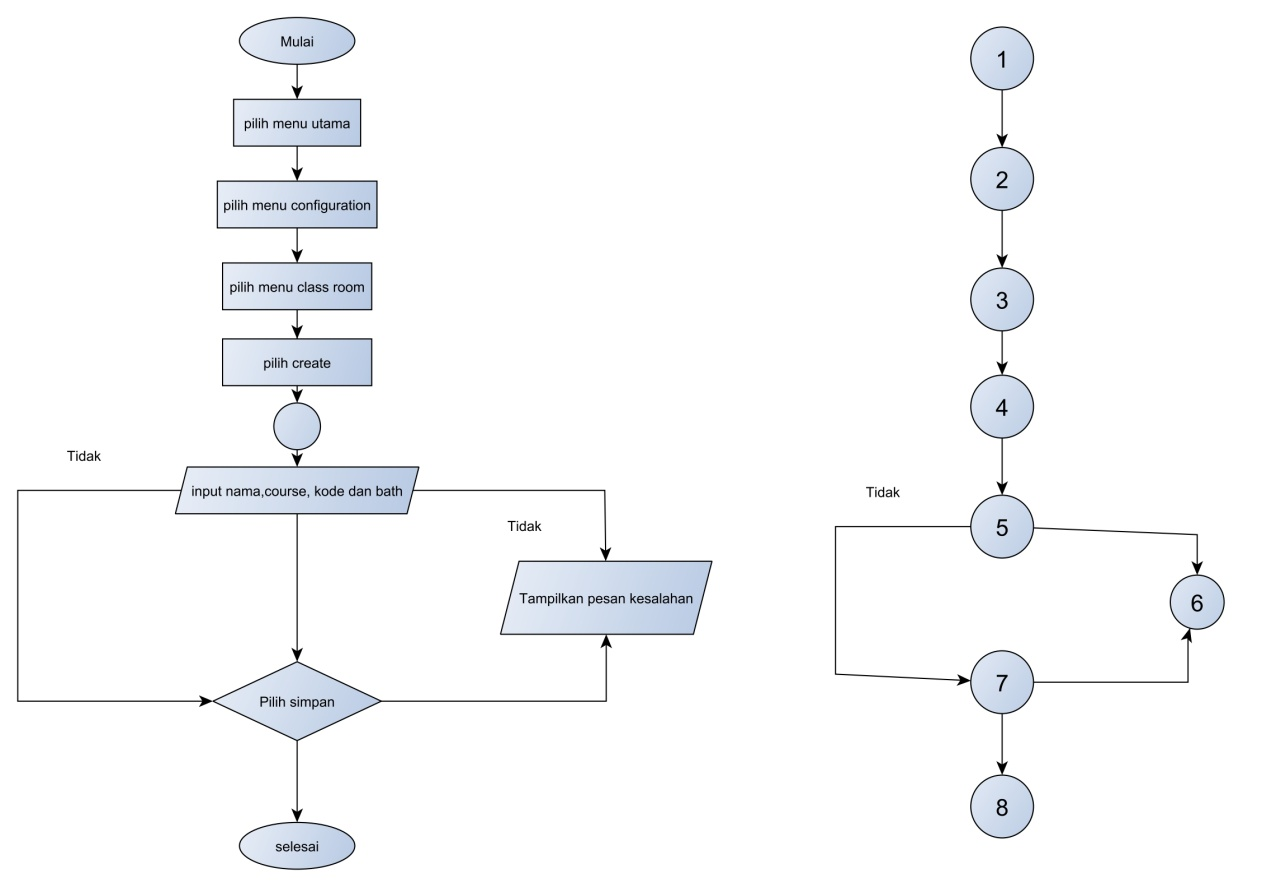 Mulai
pilih menu utama
pilih menu configuration
pilih menu class room
pilih create
Tidak
input nama,course, kode dan bath
Tidak
Tampilkan pesan kesalahan
Pilih simpan
selesai
1
2
3
4
Tidak
5
6
7
8